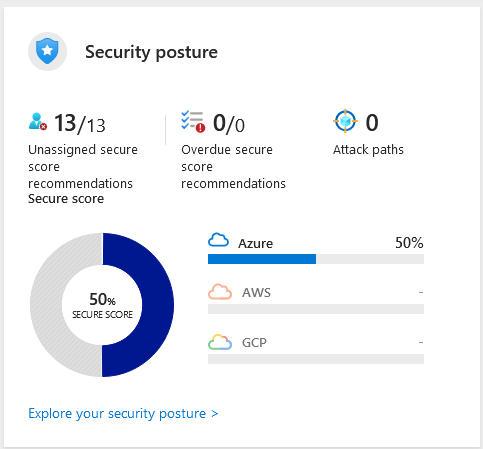 Security posture
13/13
Unassigned secure
score
recommendations
0/0
Overdue secure
score
recommendations
0
Attack paths
Secure score
50%
SECURE SCORE
Azure 50%
AWS -
GCP -
Explore your security posture >